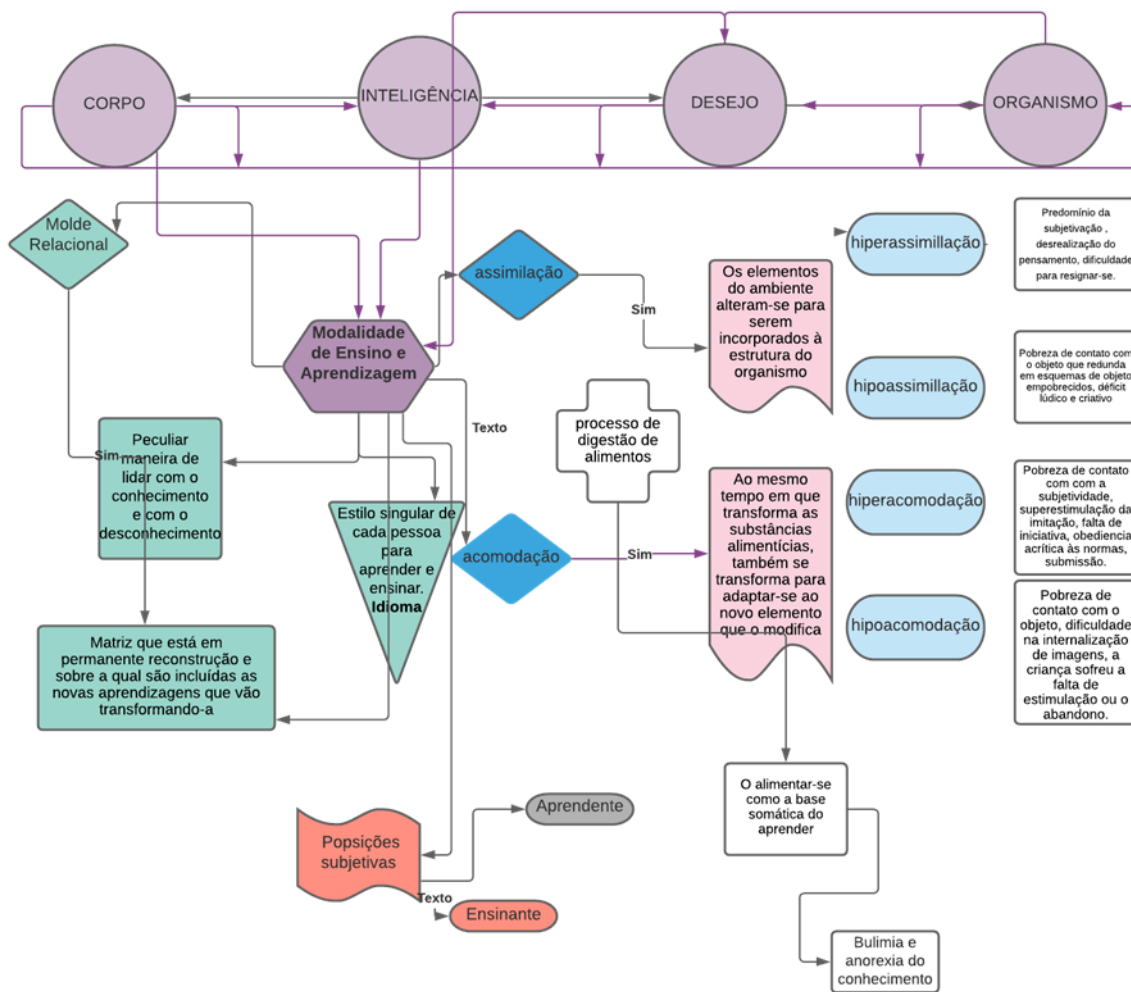 CORPO
INTELIGÊNCIA
DESEJO
ORGANISMO
Molde
Relacional
assimilação
hiperassimillação
Predomínio da
subjetivação ,
desrealização do
pensamento, dificuldade
para resignar-se.
Os elementos
do ambiente
alteram-se para
serem
incorporados à
estrutura do
organismo
Sim
Modalidade
de Ensino e
Aprendizagem
hipoassimillação
Pobreza de contato com
o objeto que redunda
em esquemas de objeto
empobrecidos, déficit
lúdico e criativo
Texto
processo de
digestão de
alimentos
Peculiar
maneira de
lidar com o
conhecimento
e com o
desconhecimento
Sim
Estilo singular de
cada pessoa
para
aprender e
ensinar.
Idioma
acomodação
Sim
Ao mesmo
tempo em que
transforma as
substâncias
alimentícias,
também se
transforma para
adaptar-se ao
novo elemento
que o modifica
hiperacomodação
Pobreza de contato
com com a
subjetividade,
superestimulação da
imitação, falta de
iniciativa, obediencia
acrítica às normas,
submissão.
hipoacomodação
Pobreza de
contato com o
objeto, dificuldade
na internalização
de imagens, a
criança sofreu a
falta de
estimulação ou o
abandono.
Matriz que está em
permanente reconstrução e
sobre a qual são incluídas as
novas aprendizagens que vão
transformando-a
O alimentar-se
como a base
somática do
aprender
Aprendente
Popsições
subjetivas
Texto
Ensinante
Bulimia e
anorexia do
conhecimento